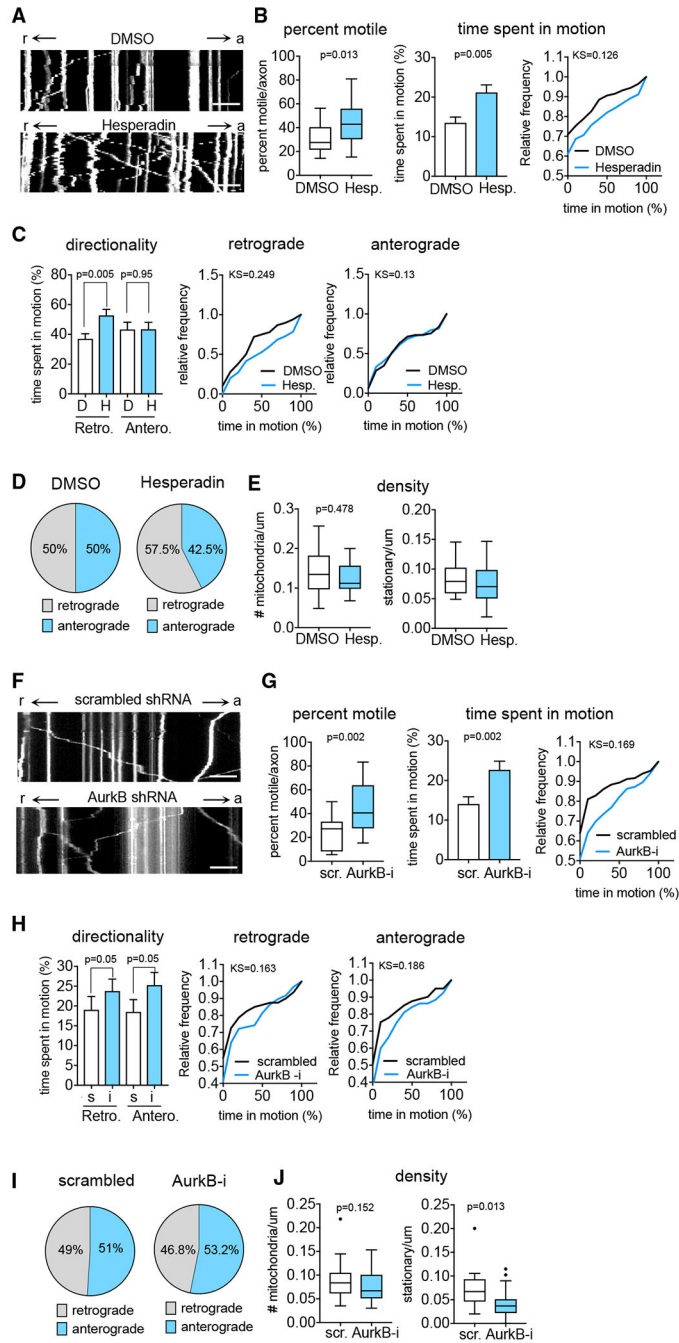 A
r ← DMSO → a
Hesperadin
r ← → a
B
percent motile
time spent in motion
p=0.013
percent motile/axon
100
80
60
40
20
0
DMSO Hesp.
p=0.005
time spent in motion (%)
30
20
10
0
DMSO Hesp.
KS=0.126
Relative frequency
1.1
1.0
0.9
0.8
0.7
0.6
0.5
DMSO
Hesperadin
0 50 100
time in motion (%)
C
directionality
retrograde
anterograde
p=0.005 p=0.95
time spent in motion (%)
80
60
40
20
0
D H D H
Retro. Antero.
KS=0.249
relative frequency
1.5
1.0
0.5
0.0
DMSO
Hesp.
0 50 100
time in motion (%)
KS=0.13
relative frequency
1.5
1.0
0.5
0.0
DMSO
Hesp.
0 50 100
time in motion (%)
D
DMSO
Hesperadin
50% 50%
57.5% 42.5%
retrograde
anterograde
retrograde
anterograde
E
density
p=0.478
# mitochondria/um
0.3
0.2
0.1
0.0
DMSO Hesp.
stationary/um
0.20
0.15
0.10
0.05
0.00
DMSO Hesp.
F
r ← scrambled shRNA → a
r ← AurkB shRNA → a
G
percent motile
time spent in motion
p=0.002
percent motile/axon
100
80
60
40
20
0
scr. AurkB-i
p=0.002
time spent in motion (%)
30
20
10
0
scr. AurkB-i
KS=0.169
Relative frequency
1.1
1.0
0.9
0.8
0.7
0.6
0.5
scrambled
AurkB-i
0 50 100
time in motion (%)
H
directionality
retrograde
anterograde
p=0.05 p=0.05
time spent in motion (%)
30
25
20
15
10
5
0
s i s i
Retro. Antero.
KS=0.163
Relative frequency
1.1
1.0
0.9
0.8
0.7
0.6
0.5
0.4
scrambled
AurkB -i
0 50 100
time in motion (%)
KS=0.186
Relative frequency
1.1
1.0
0.9
0.8
0.7
0.6
0.5
0.4
scrambled
AurkB-i
0 50 100
time in motion (%)
I
scrambled
AurkB-i
49% 51%
46.8% 53.2%
retrograde
anterograde
retrograde
anterograde
J
density
p=0.152
# mitochondria/um
0.25
0.20
0.15
0.10
0.05
0.00
scr. AurkB-i
p=0.013
stationary/um
0.25
0.20
0.15
0.10
0.05
0.00
scr. AurkB-i